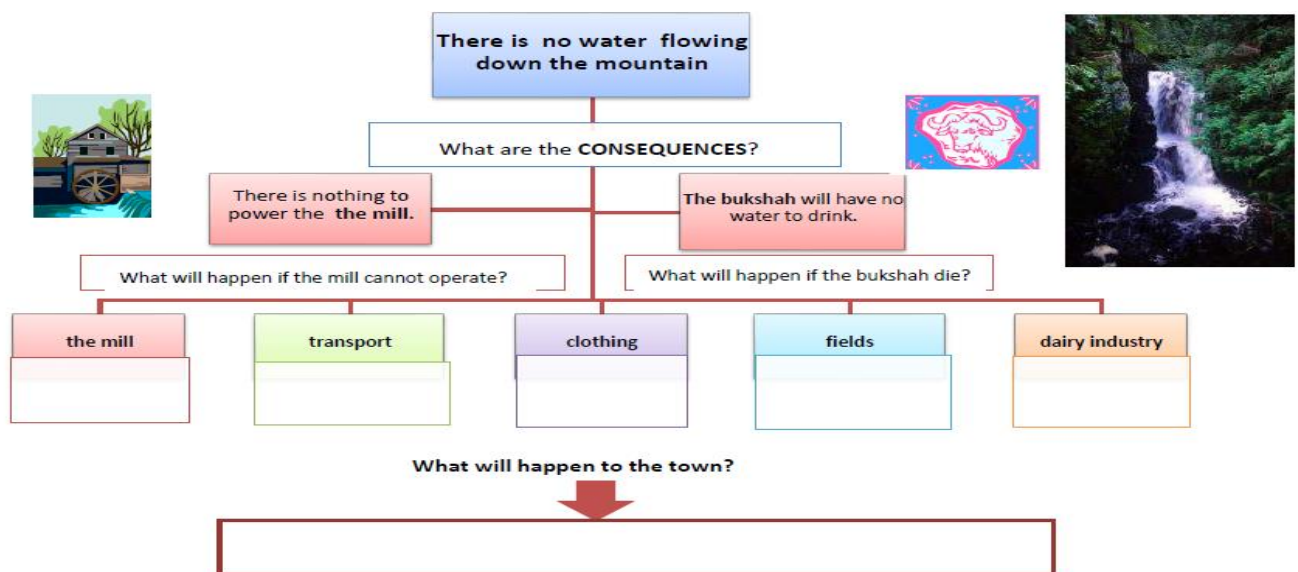 There is no water flowing
down the mountain
What are the CONSEQUENCES?
There is nothing to
power the the mill.
The bukshah will have no
water to drink.
What will happen if the mill cannot operate?
What will happen if the bukshah die?
the mill
transport
clothing
fields
dairy industry
What will happen to the town?